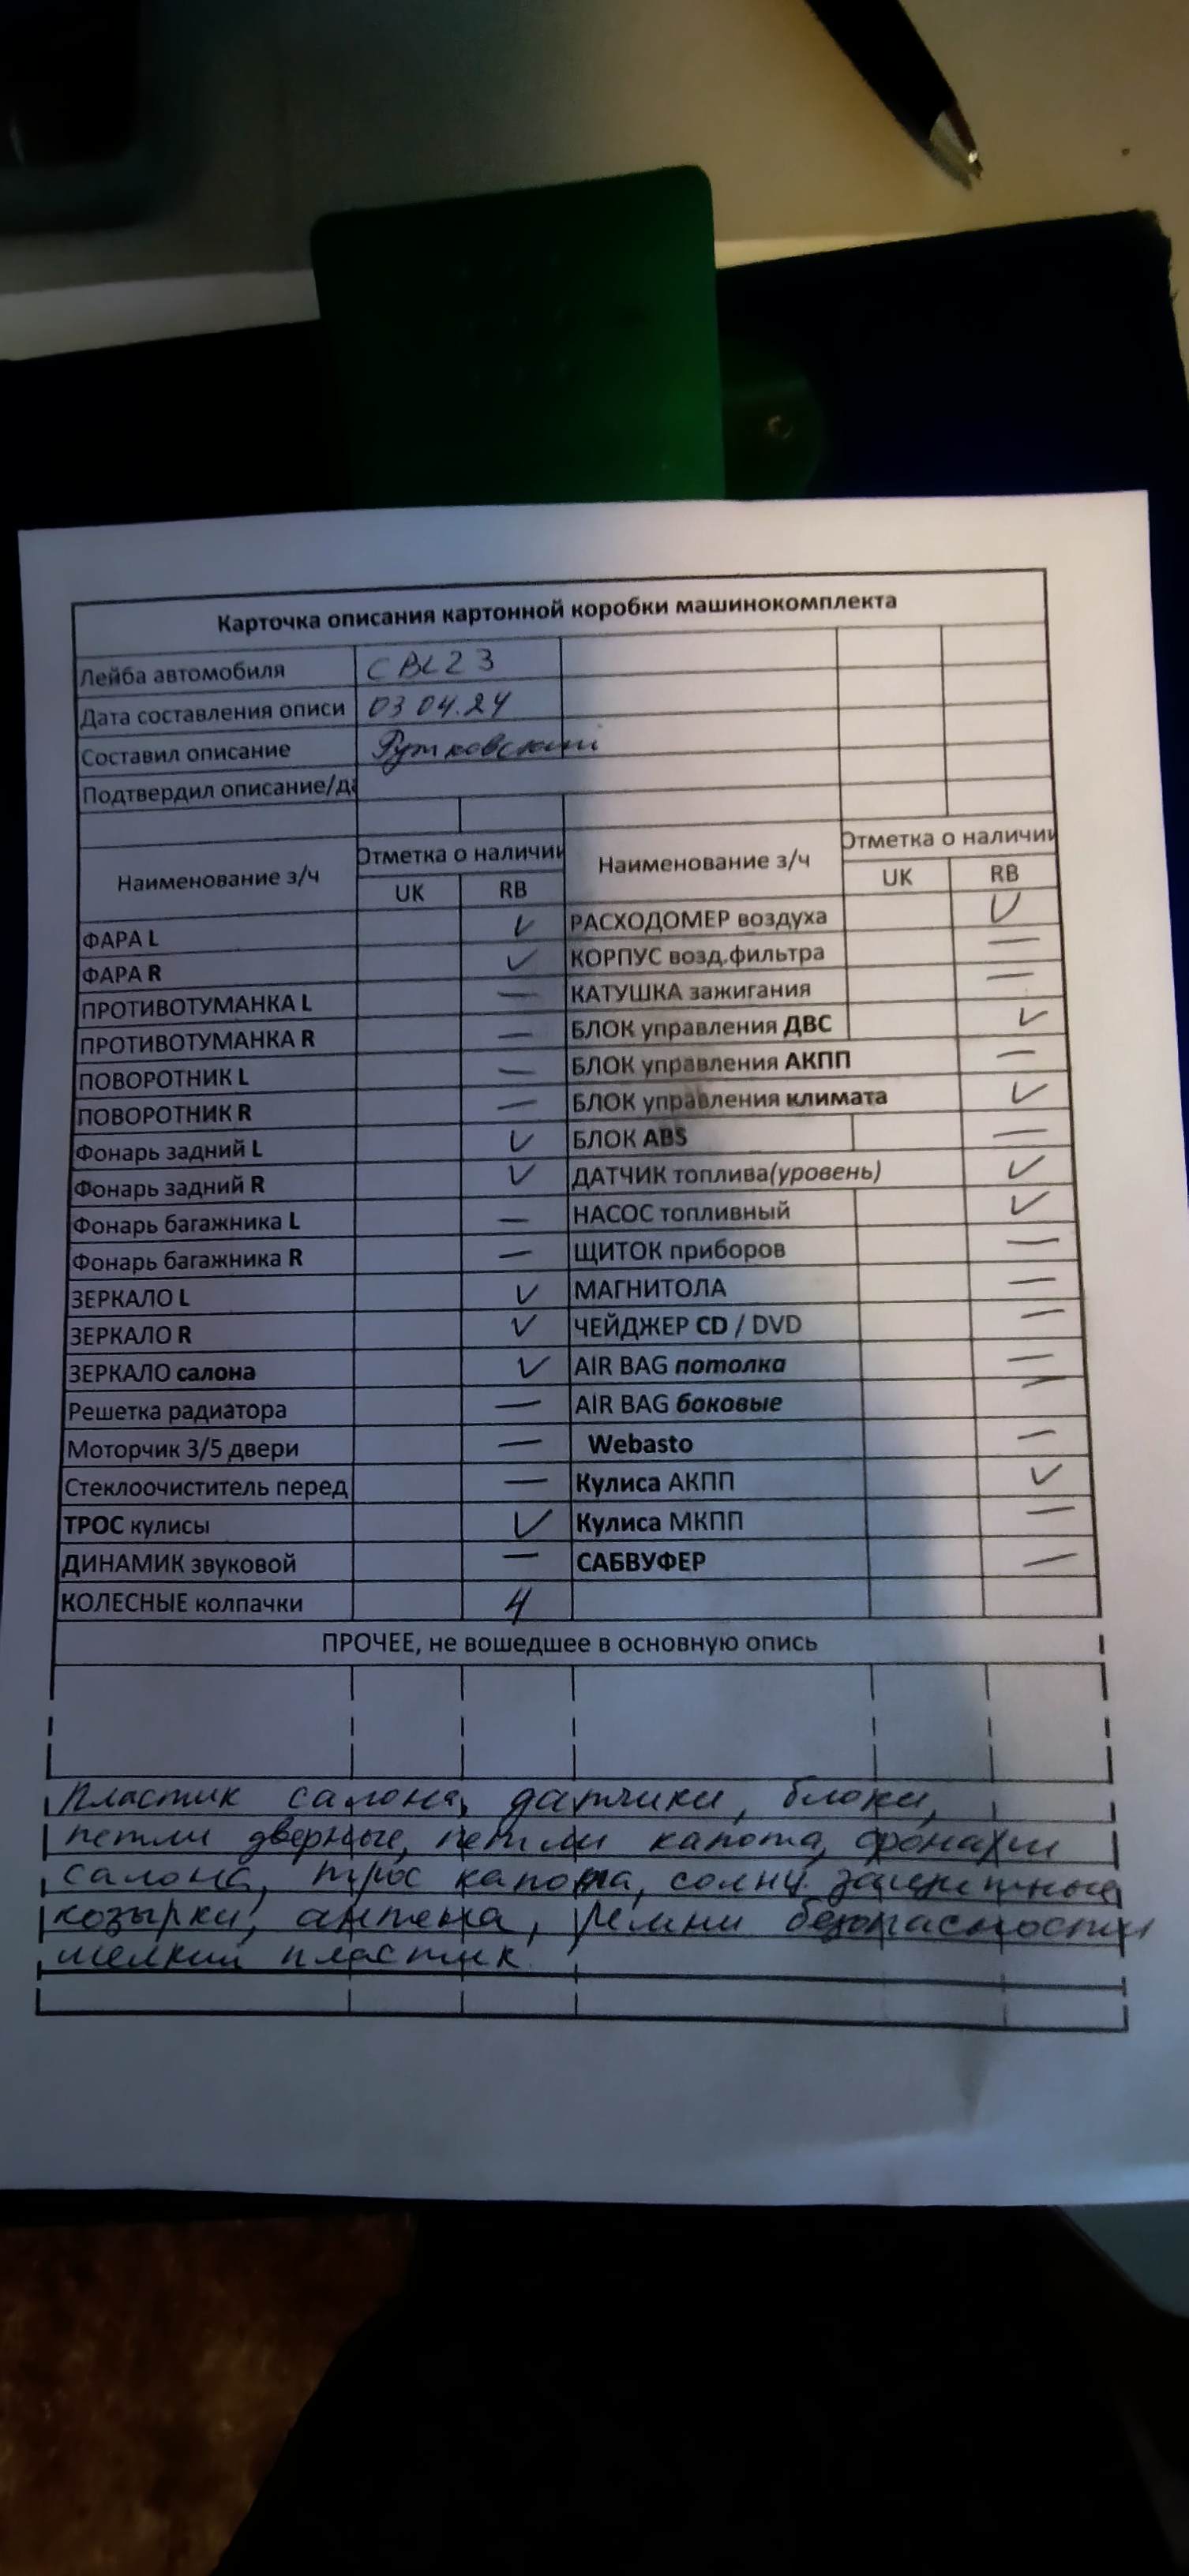 Карточка описания картонной коробки машинокомплекта
Лейба автомобиля CBL23
Дата составления описи 03 04.24
Составил описание Рутковский
Подтвердил описание/да
Наименование з/ч Отметка о наличии Наименование з/ч Отметка о наличии
UK RB UK RB
ФАРА L ✓ РАСХОДОМЕР воздуха ✓
ФАРА R ✓ КОРПУС возд.фильтра —
ПРОТИВОТУМАНКА L — КАТУШКА зажигания —
ПРОТИВОТУМАНКА R — БЛОК управления ДВС ✓
ПОВОРОТНИК L — БЛОК управления АКПП —
ПОВОРОТНИК R — БЛОК управления климата ✓
Фонарь задний L ✓ БЛОК ABS —
Фонарь задний R ✓ ДАТЧИК топлива(уровень) ✓
Фонарь багажника L — НАСОС топливный ✓
Фонарь багажника R — ЩИТОК приборов —
ЗЕРКАЛО L ✓ МАГНИТОЛА —
ЗЕРКАЛО R ✓ ЧЕЙДЖЕР CD / DVD —
ЗЕРКАЛО салона ✓ AIR BAG потолка —
Решетка радиатора — AIR BAG боковые —
Моторчик 3/5 двери — Webasto —
Стеклоочиститель перед — Кулиса АКПП ✓
ТРОС кулисы ✓ Кулиса МКПП —
ДИНАМИК звуковой — САБВУФЕР —
КОЛЕСНЫЕ колпачки 4
ПРОЧЕЕ, не вошедшее в основную опись
Пластик салона, датчики, блоки,
петли дверные, петли капота, фонари
салона, трос капота, солнц. защитные
козырки, антена, ремни безопасности
мелкий пластик.